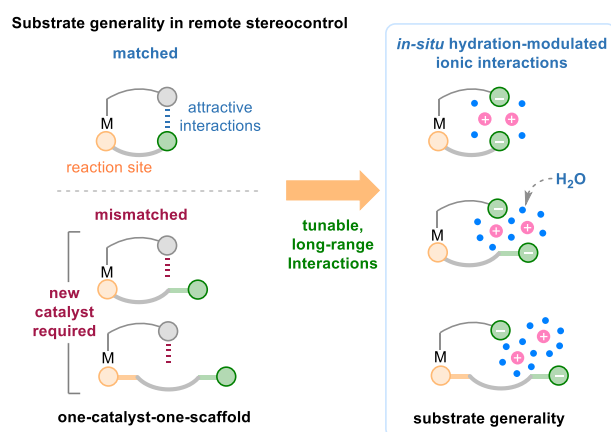 Substrate generality in remote stereocontrol
matched
M
attractive
interactions
reaction site
mismatched
M
new
catalyst
required
M
one-catalyst-one-scaffold
tunable,
long-range
Interactions
in-situ hydration-modulated
ionic interactions
−
M
+ +
−
H₂O
−
M
+ +
−
−
M
+
+
−
substrate generality